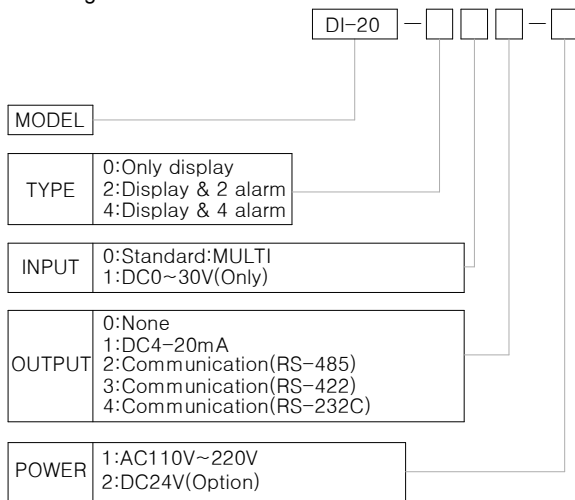 DI-20 -  -
MODEL
TYPE
0:Only display
2:Display & 2 alarm
4:Display & 4 alarm
INPUT
0:Standard:MULTI
1:DC0~30V(Only)
OUTPUT
0:None
1:DC4-20mA
2:Communication(RS-485)
3:Communication(RS-422)
4:Communication(RS-232C)
POWER
1:AC110V~220V
2:DC24V(Option)